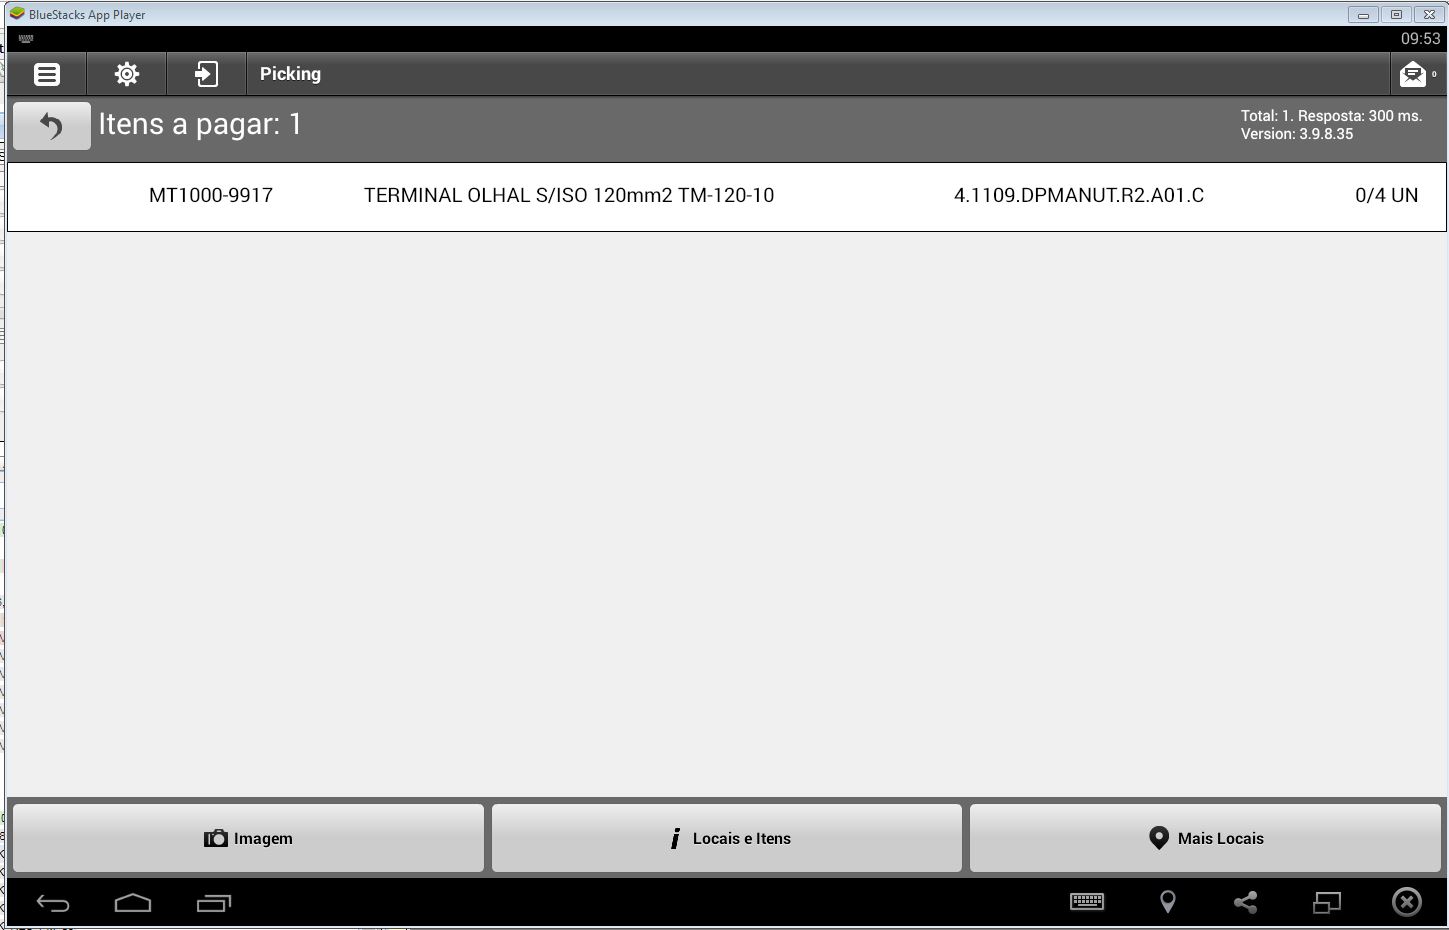 BlueStacks App Player
09:53
Picking
0
Itens a pagar: 1
Total: 1. Resposta: 300 ms.
Version: 3.9.8.35
MT1000-9917 TERMINAL OLHAL S/ISO 120mm2 TM-120-10 4.1109.DPMANUT.R2.A01.C 0/4 UN
Imagem
Locais e Itens
Mais Locais